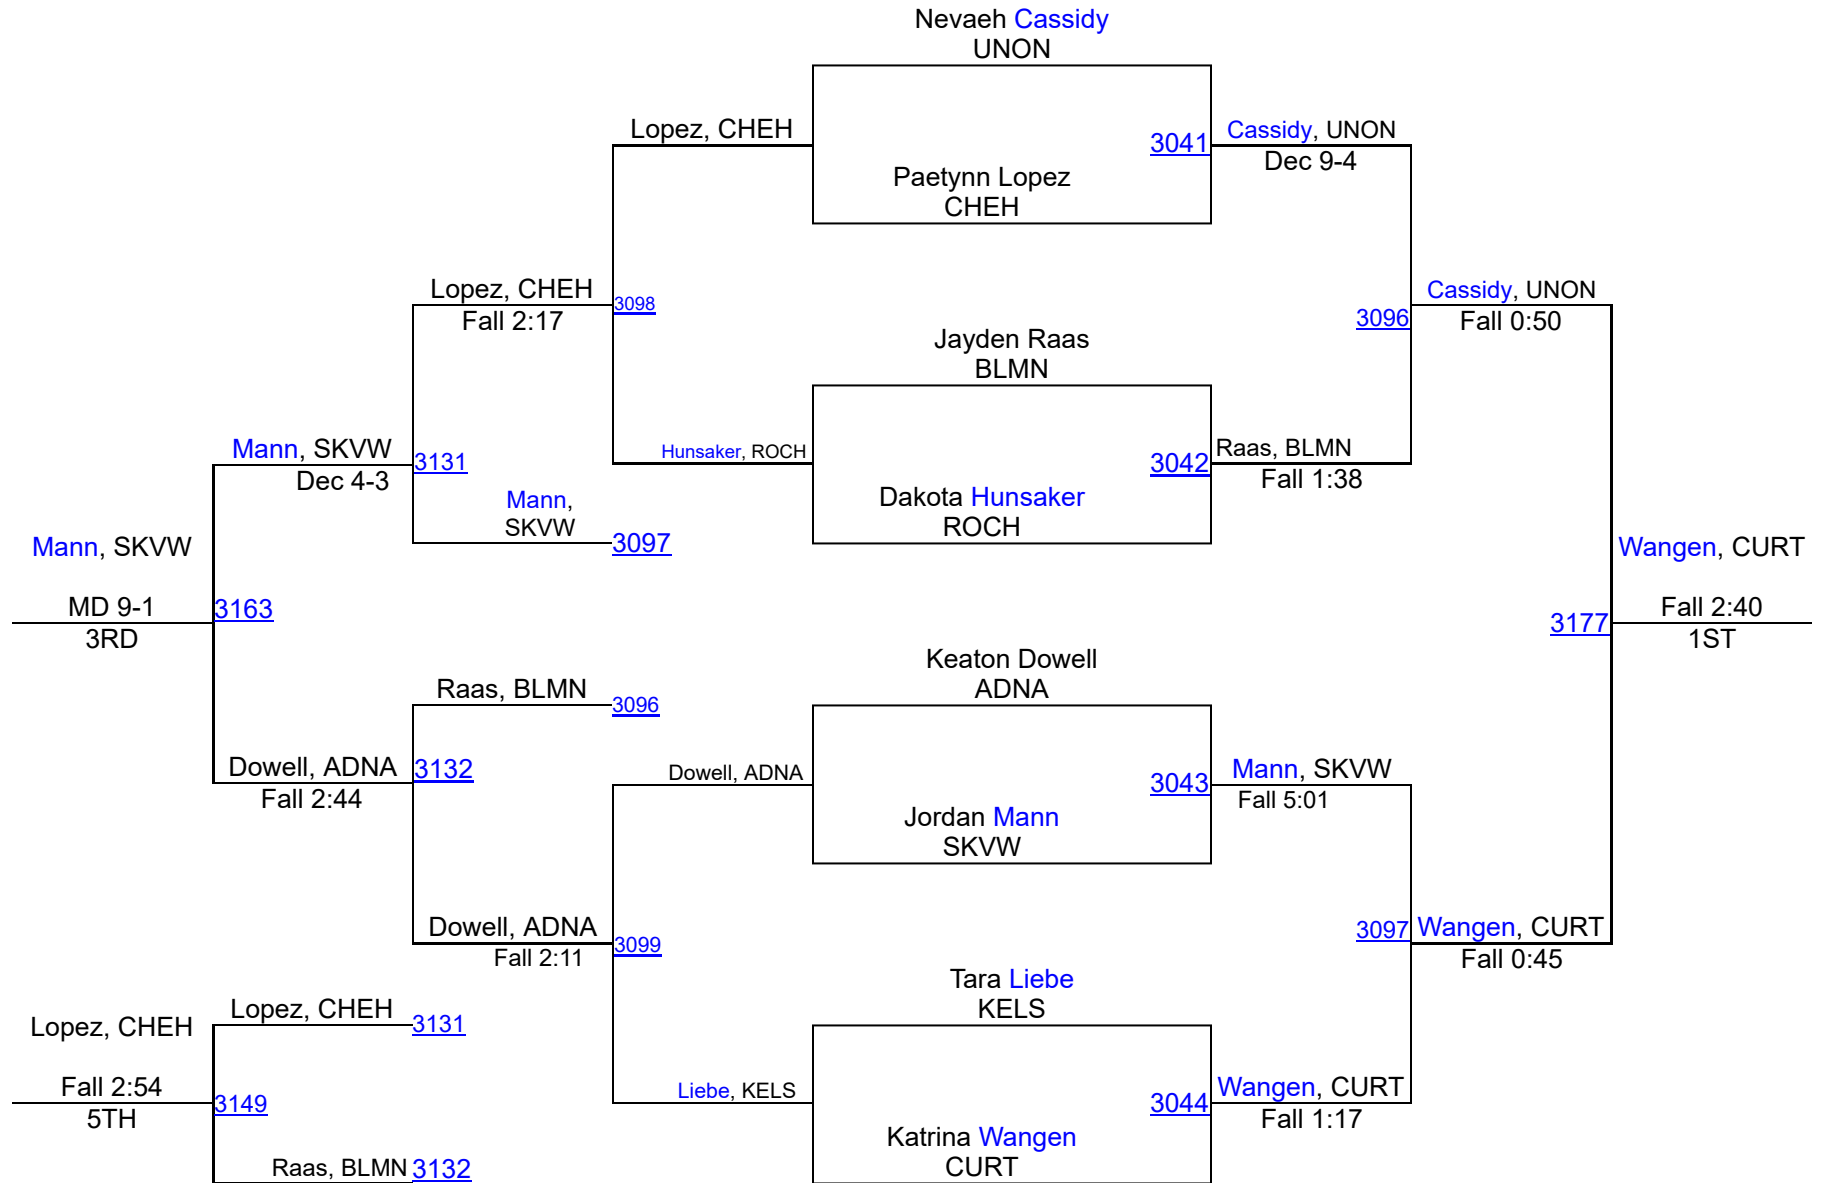 Nevaeh Cassidy
UNON
Lopez, CHEH
3041
Cassidy, UNON
Dec 9-4
Paetynn Lopez
CHEH
Lopez, CHEH
Fall 2:17
3098
Cassidy, UNON
Fall 0:50
3096
Jayden Raas
BLMN
Mann, SKVW
Dec 4-3
3131
Hunsaker, ROCH
3042
Raas, BLMN
Fall 1:38
Mann,
SKVW
3097
Dakota Hunsaker
ROCH
Mann, SKVW
MD 9-1
3RD
3163
Wangen, CURT
Fall 2:40
1ST
3177
Keaton Dowell
ADNA
Raas, BLMN
3096
Dowell, ADNA
Fall 2:44
3132
Dowell, ADNA
3043
Mann, SKVW
Fall 5:01
Jordan Mann
SKVW
Dowell, ADNA
Fall 2:11
3099
3097
Wangen, CURT
Fall 0:45
Tara Liebe
KELS
Lopez, CHEH
Lopez, CHEH
3131
Fall 2:54
5TH
3149
Liebe, KELS
3044
Wangen, CURT
Fall 1:17
Katrina Wangen
CURT
Raas, BLMN
3132